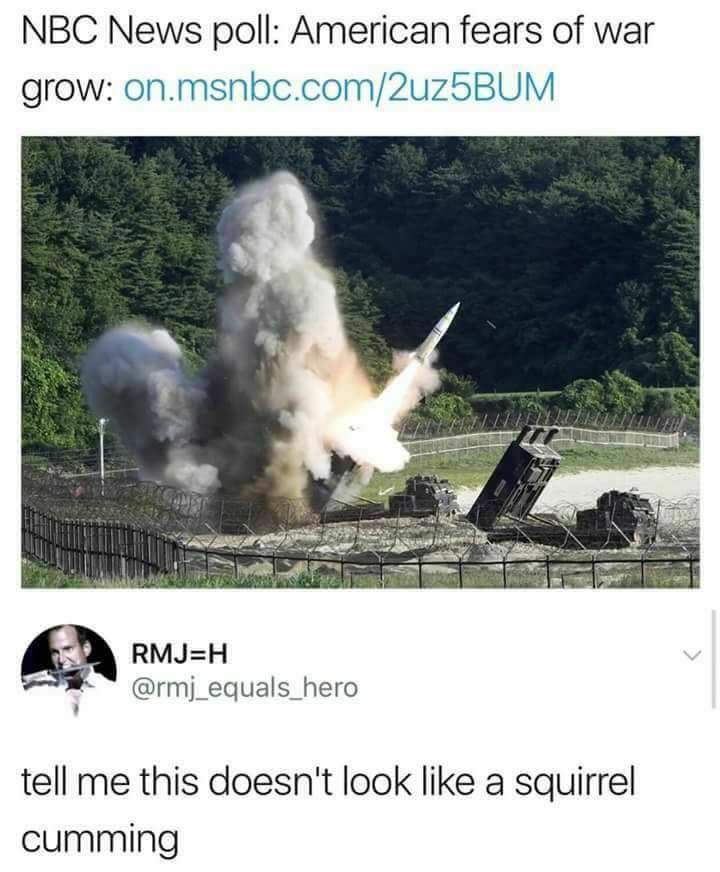 NBC News poll: American fears of war
grow: on.msnbc.com/2uz5BUM
RMJ=H
@rmj_equals_hero
tell me this doesn't look like a squirrel
cumming